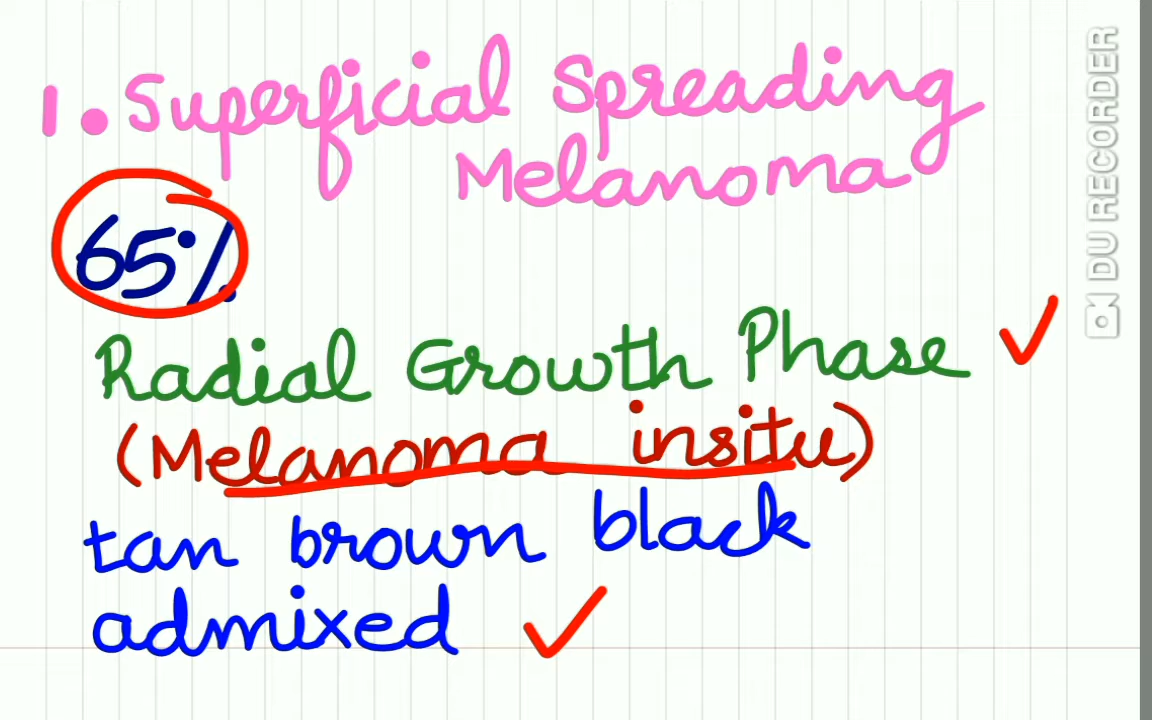 1. Superficial Spreading
Melanoma
65%
Radial Growth Phase
(Melanoma insitu)
tan brown black
admixed
DU RECORDER